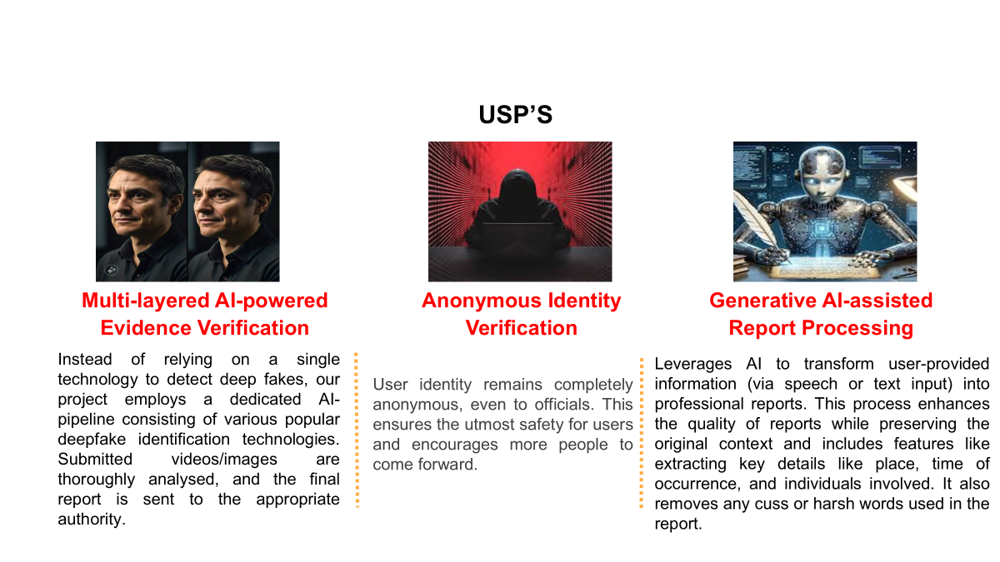 USP’S
Multi-layered AI-powered
Evidence Verification
Instead of relying on a single
technology to detect deep fakes, our
project employs a dedicated AI-
pipeline consisting of various popular
deepfake identification technologies.
Submitted videos/images are
thoroughly analysed, and the final
report is sent to the appropriate
authority.
Anonymous Identity
Verification
User identity remains completely
anonymous, even to officials. This
ensures the utmost safety for users
and encourages more people to
come forward.
Generative AI-assisted
Report Processing
Leverages AI to transform user-provided
information (via speech or text input) into
professional reports. This process enhances
the quality of reports while preserving the
original context and includes features like
extracting key details like place, time of
occurrence, and individuals involved. It also
removes any cuss or harsh words used in the
report.